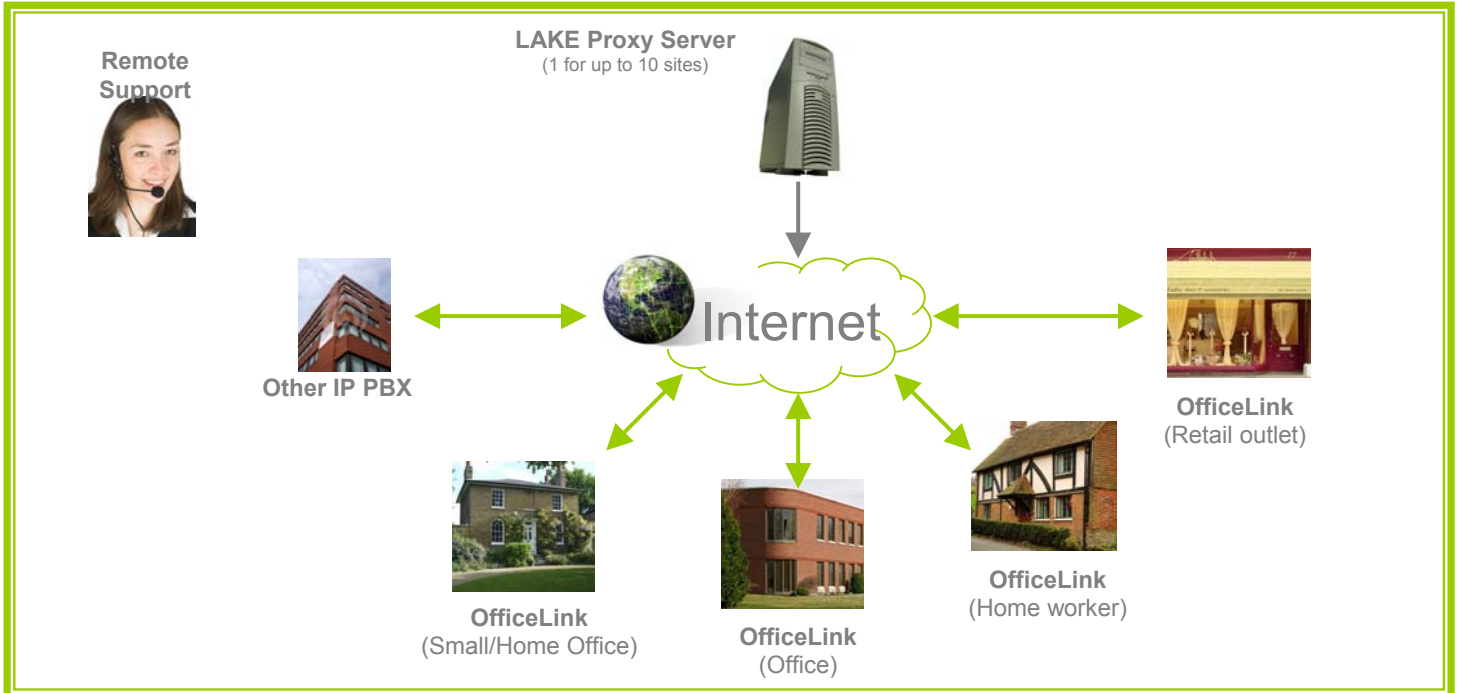 LAKE Proxy Server
(1 for up to 10 sites)
Remote
Support
Internet
Other IP PBX
OfficeLink
(Retail outlet)
OfficeLink
(Home worker)
OfficeLink
(Small/Home Office)
OfficeLink
(Office)